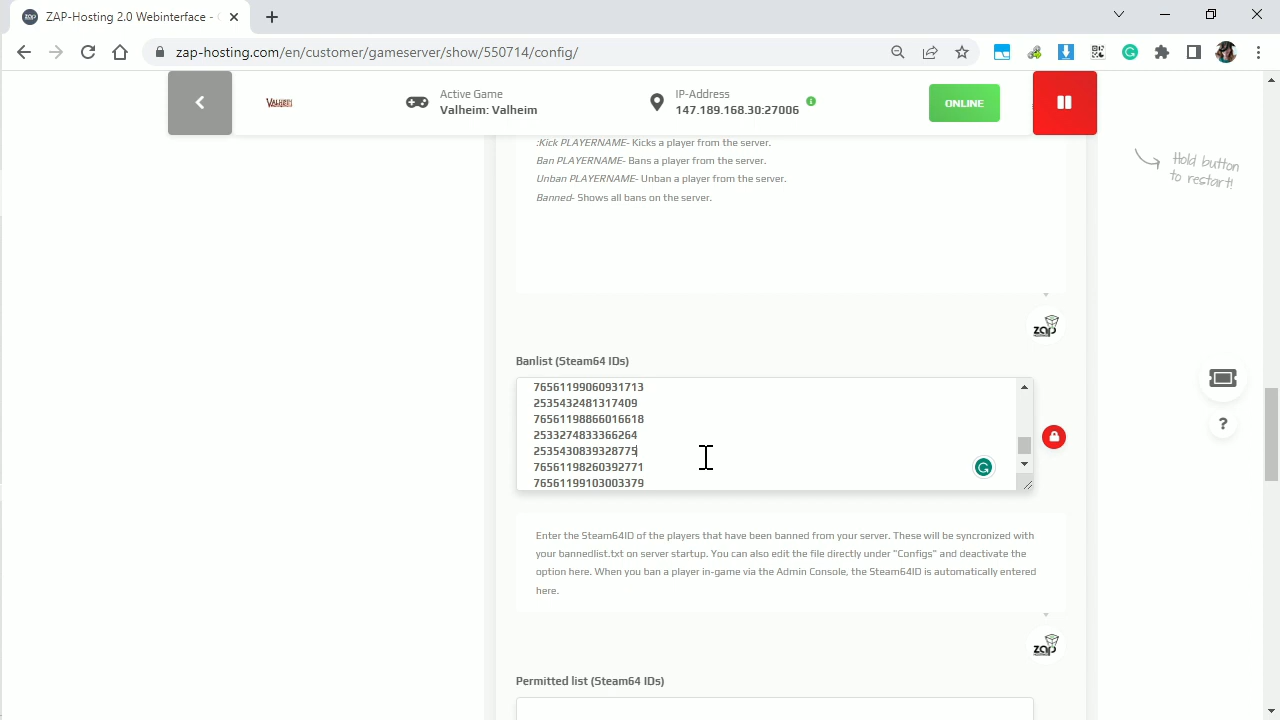 ZAP-Hosting 2.0 Webinterface -
zap-hosting.com/en/customer/gameserver/show/550714/config/
VALHEIM
Active Game
Valheim: Valheim
IP-Address
147.189.168.30:27006
ONLINE
Hold button
to restart!
:Kick PLAYERNAME- Kicks a player from the server.
Ban PLAYERNAME- Bans a player from the server.
Unban PLAYERNAME- Unban a player from the server.
Banned- Shows all bans on the server.
zap
Banlist (Steam64 IDs)
76561199060931713
2535432481317409
76561198866016618
2533274833366264
2535430839328775
76561198260392771
76561199103003379
Enter the Steam64ID of the players that have been banned from your server. These will be syncronized with
your bannedlist.txt on server startup. You can also edit the file directly under "Configs" and deactivate the
option here. When you ban a player in-game via the Admin Console, the Steam64ID is automatically entered
here.
zap
Permitted list (Steam64 IDs)